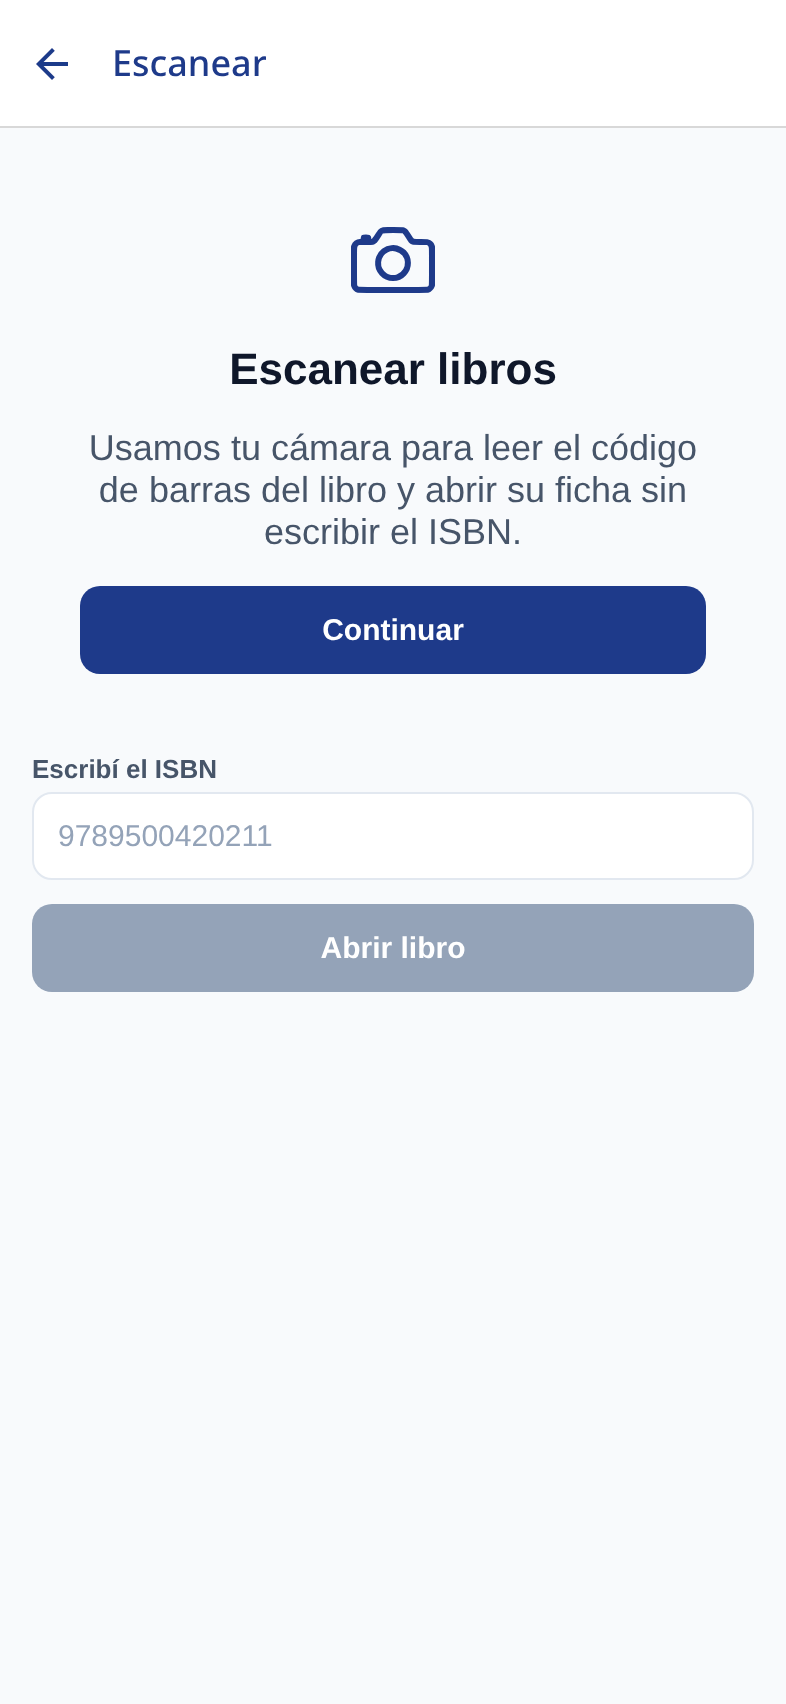 Escanear
Escanear libros
Usamos tu cámara para leer el código
de barras del libro y abrir su ficha sin
escribir el ISBN.
Continuar
Escribí el ISBN
9789500420211
Abrir libro